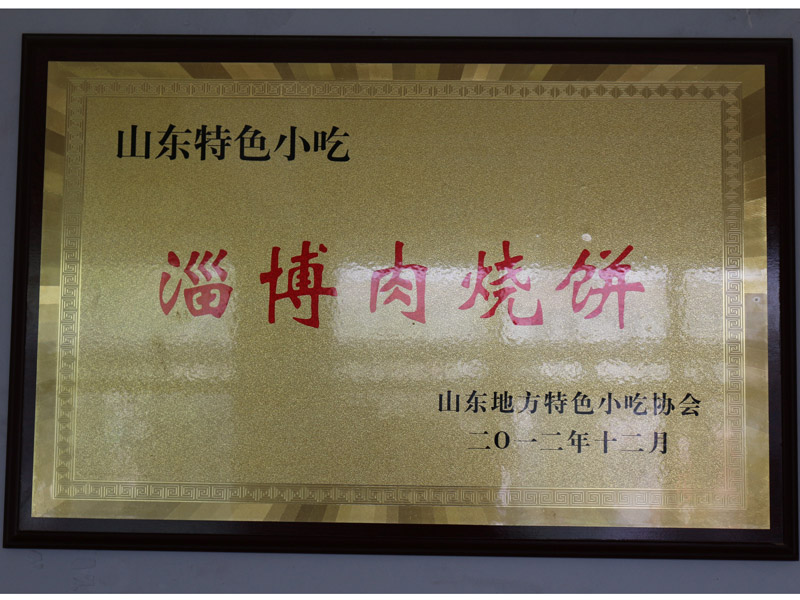 山东特色小吃
淄博肉烧饼
山东地方特色小吃协会
二O一二年十二月